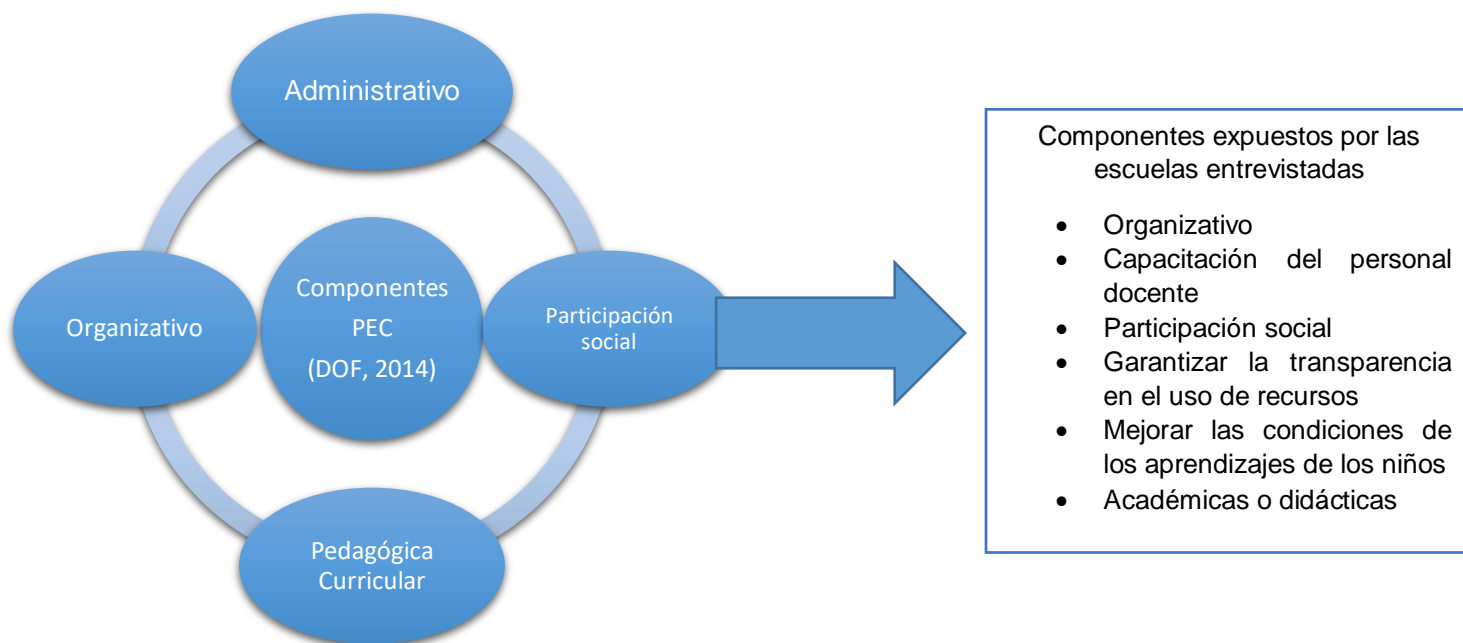 Administrativo
Organizativo
Componentes
PEC
(DOF, 2014)
Participación
social
Pedagógica
Curricular
Componentes expuestos por las
escuelas entrevistadas
• Organizativo
• Capacitación del personal
docente
• Participación social
• Garantizar la transparencia
en el uso de recursos
• Mejorar las condiciones de
los aprendizajes de los niños
• Académicas o didácticas